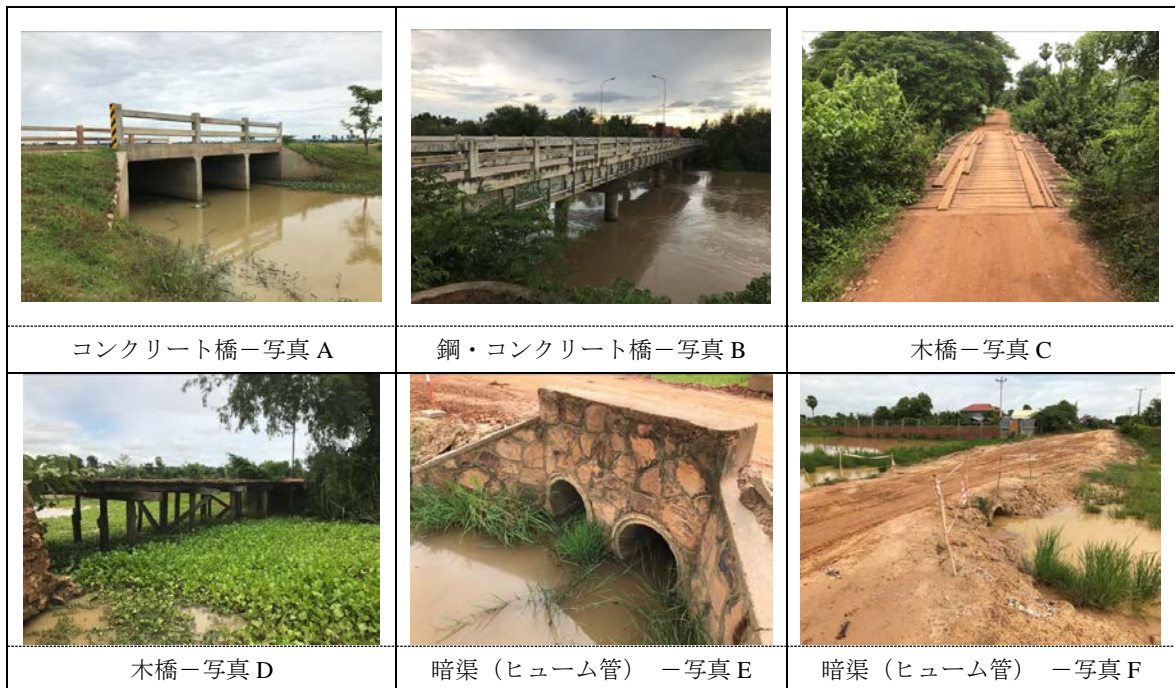 コンクリート橋－写真 A
鋼・コンクリート橋－写真 B
木橋－写真 C
木橋－写真 D
暗渠（ヒューム管） －写真 E
暗渠（ヒューム管） －写真 F